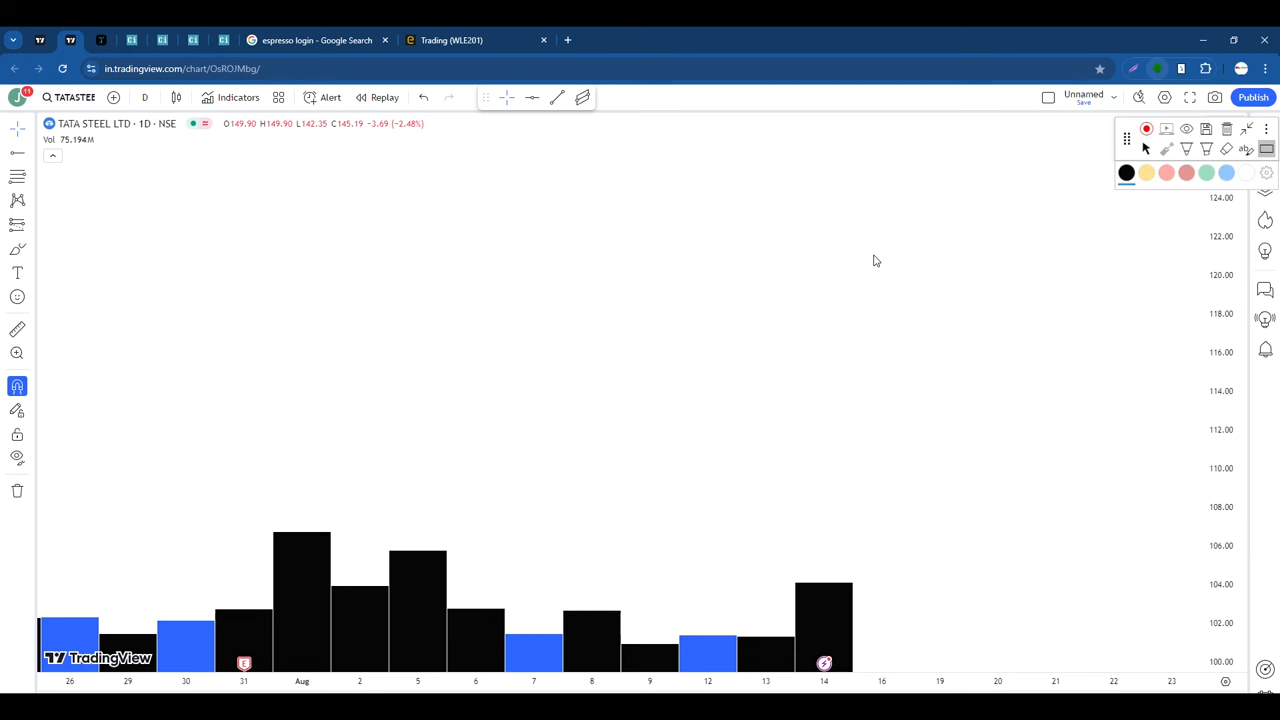 espresso login - Google Search
Trading (WLE201)
in.tradingview.com/chart/OsROJMbg/
J
11
TATASTEE
D
Indicators
Alert
Replay
Unnamed
Save
Publish
TATA STEEL LTD · 1D · NSE
O149.90 H149.90 L142.35 C145.19 −3.69 (−2.48%)
Vol 75.194M
124.00
122.00
120.00
118.00
116.00
114.00
112.00
110.00
108.00
106.00
104.00
102.00
100.00
E
TradingView
26 29 30 31 Aug 2 5 6 7 8 9 12 13 14 16 19 20 21 22 23